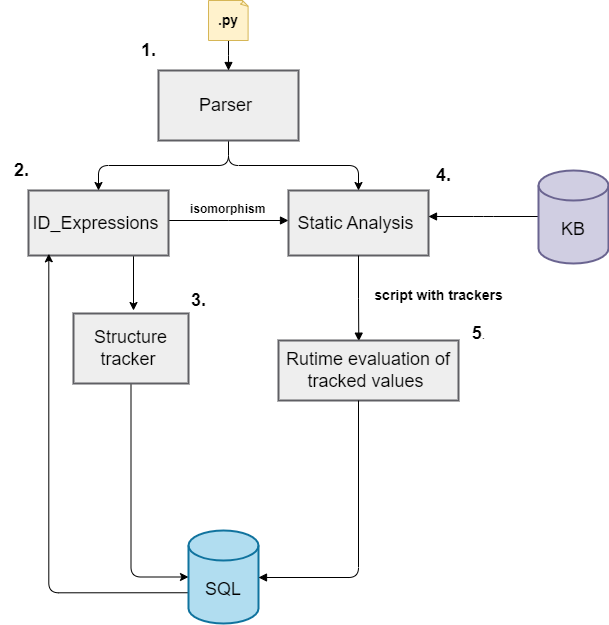 .py
1.
Parser
2.
4.
ID_Expressions
isomorphism
Static Analysis
KB
3.
script with trackers
Structure
tracker
5.
Rutime evaluation of
tracked values
SQL